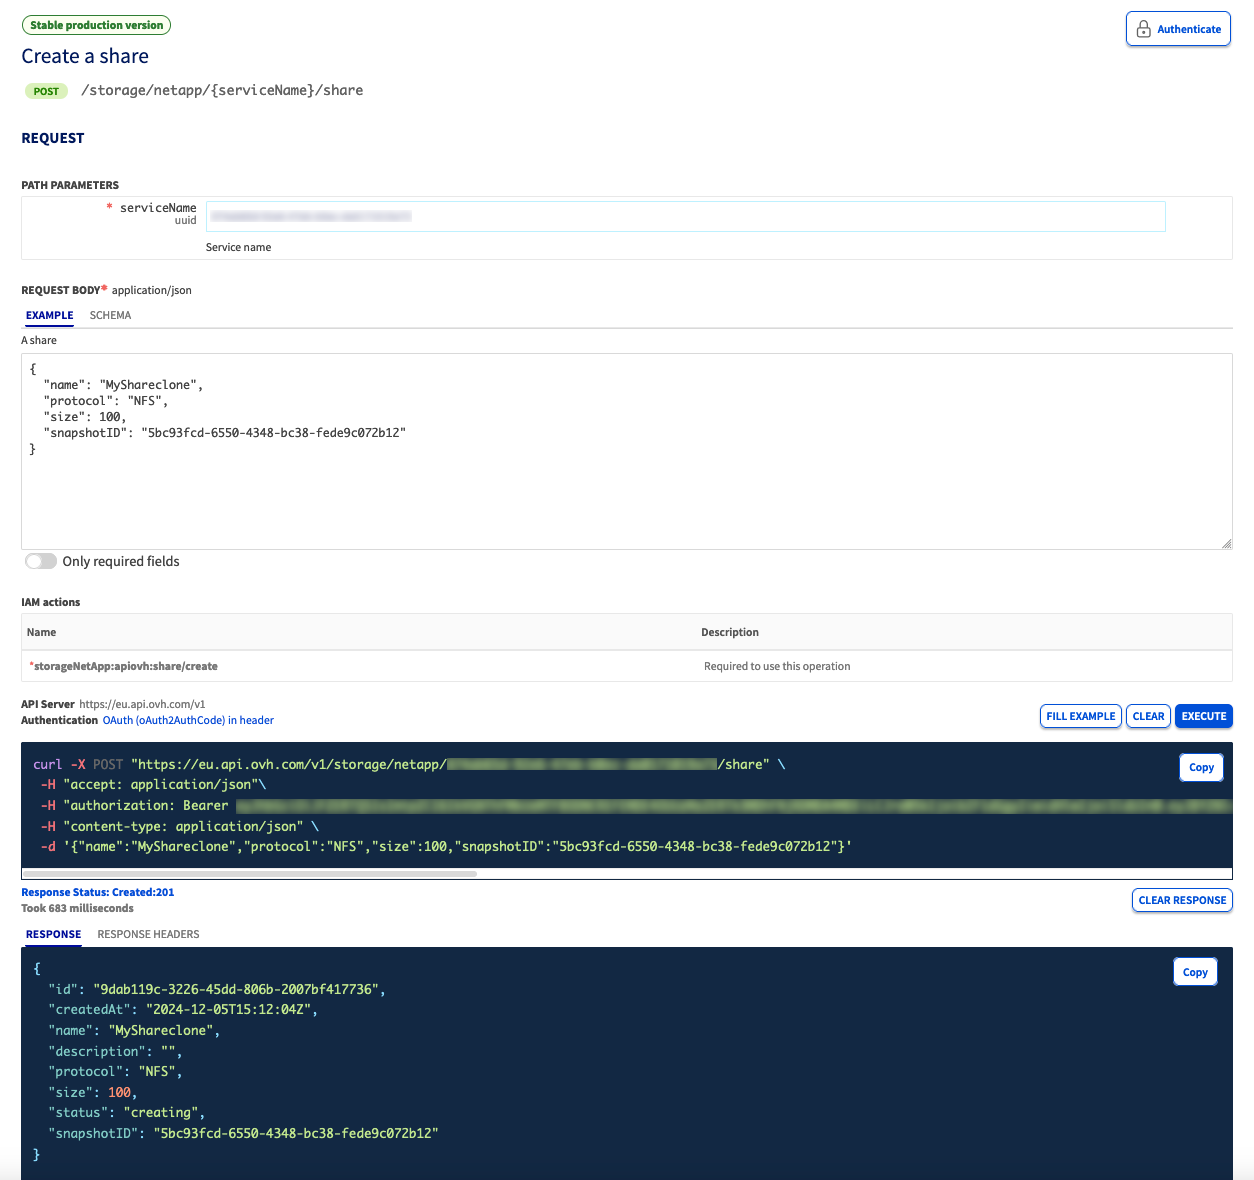 Stable production version
Authenticate
Create a share
POST /storage/netapp/{serviceName}/share
REQUEST
PATH PARAMETERS
* serviceName
uuid
Service name
REQUEST BODY* application/json
EXAMPLE SCHEMA
A share
{
"name": "MyShareclone",
"protocol": "NFS",
"size": 100,
"snapshotID": "5bc93fcd-6550-4348-bc38-fede9c072b12"
}
Only required fields
IAM actions
Name Description
*storageNetApp:apiovh:share/create Required to use this operation
API Server https://eu.api.ovh.com/v1
Authentication OAuth (oAuth2AuthCode) in header
FILL EXAMPLE CLEAR EXECUTE
curl -X POST "https://eu.api.ovh.com/v1/storage/netapp/ /share" \
Copy
-H "accept: application/json"\
-H "authorization: Bearer
-H "content-type: application/json" \
-d '{"name":"MyShareclone","protocol":"NFS","size":100,"snapshotID":"5bc93fcd-6550-4348-bc38-fede9c072b12"}'
Response Status: Created:201
Took 683 milliseconds
CLEAR RESPONSE
RESPONSE RESPONSE HEADERS
{
Copy
"id": "9dab119c-3226-45dd-806b-2007bf417736",
"createdAt": "2024-12-05T15:12:04Z",
"name": "MyShareclone",
"description": "",
"protocol": "NFS",
"size": 100,
"status": "creating",
"snapshotID": "5bc93fcd-6550-4348-bc38-fede9c072b12"
}